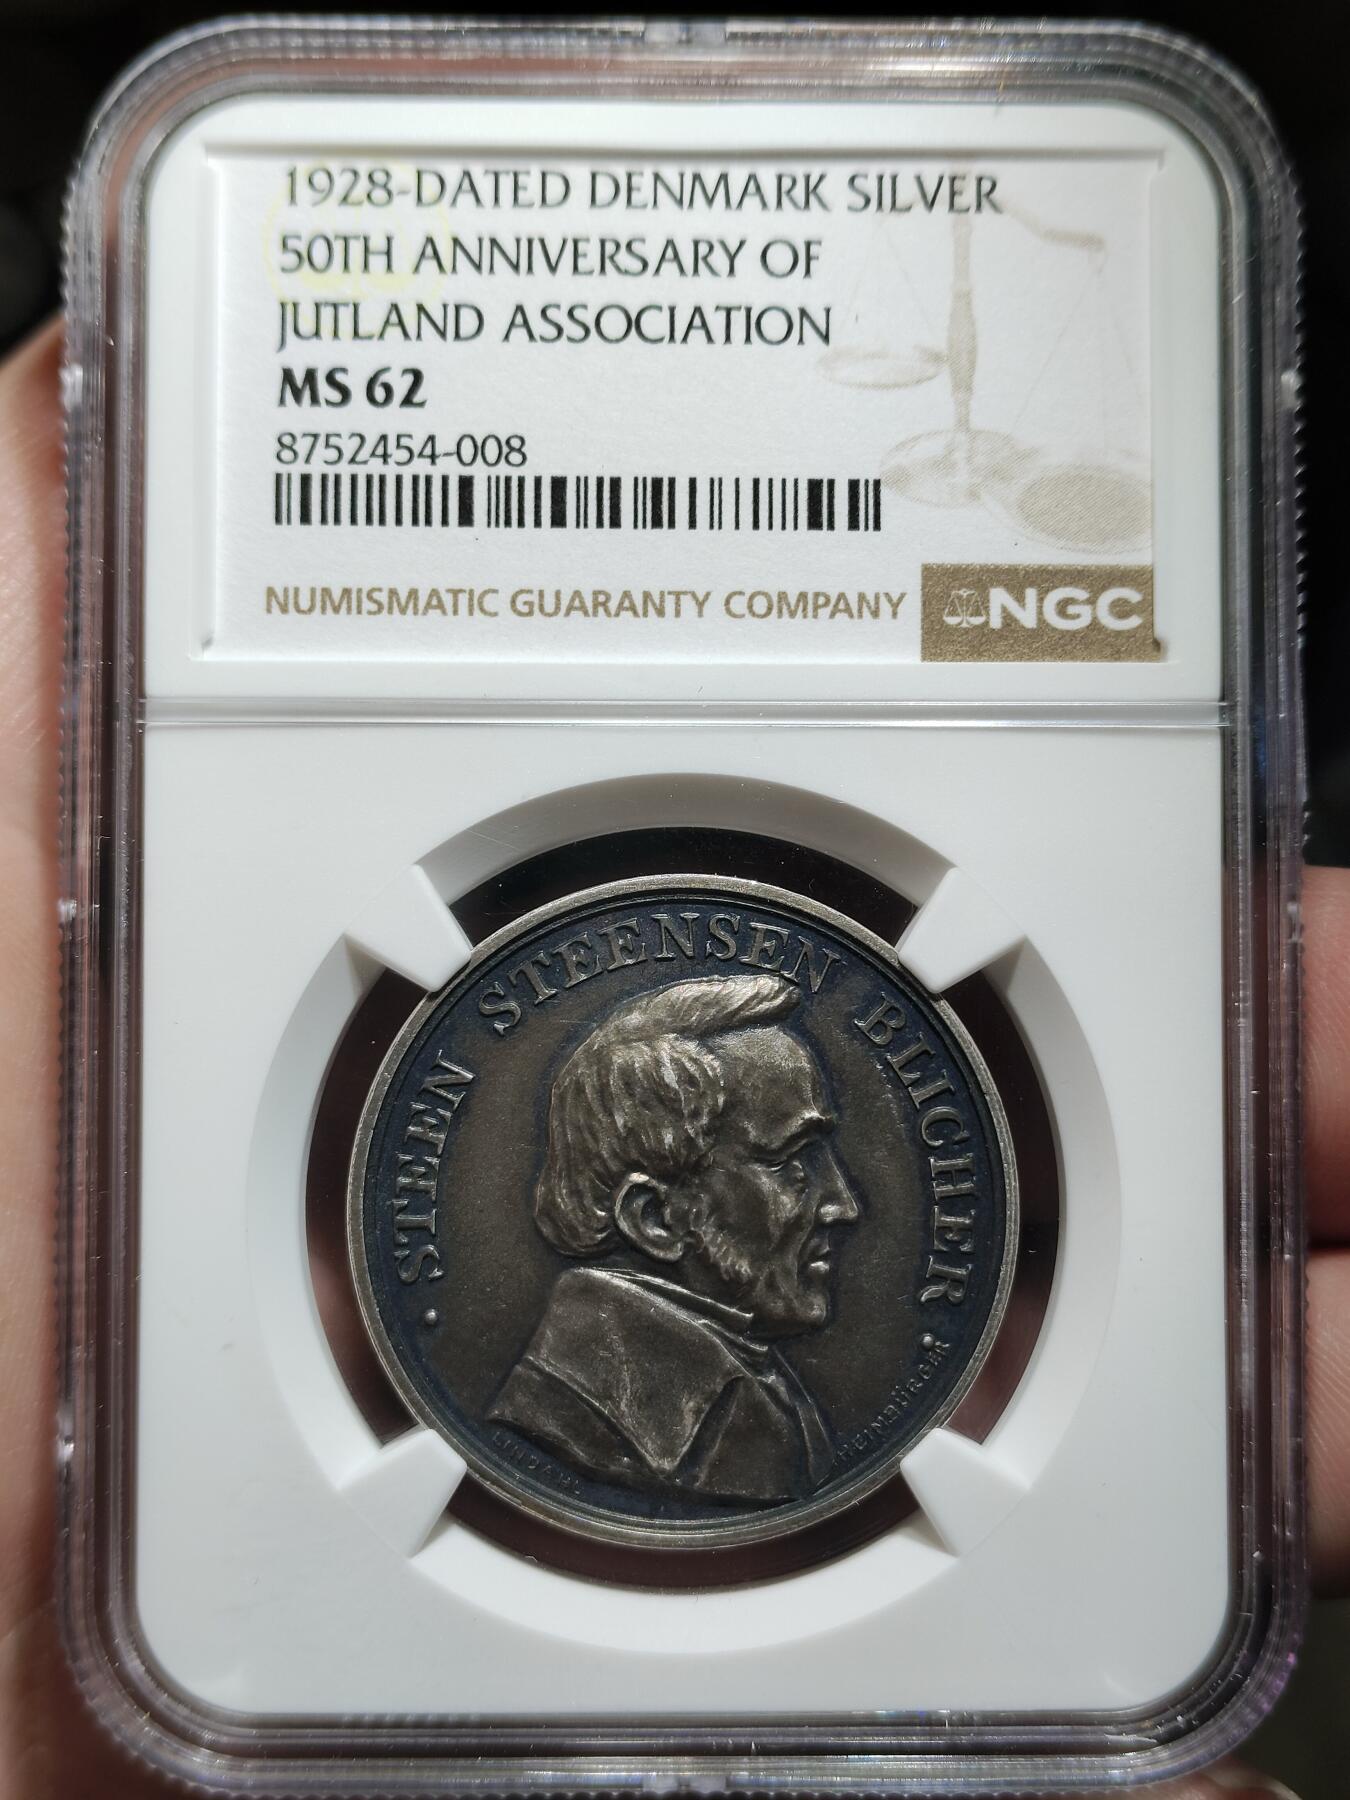 1928-DATED DENMARK SILVER
50TH ANNIVERSARY OF
JUTLAND ASSOCIATION
MS 62
8752454-008
NUMISMATIC GUARANTY COMPANY
NGC
· STEEN STEENSEN BLICHER ·
LINDAHL
HEIMBÜRGER